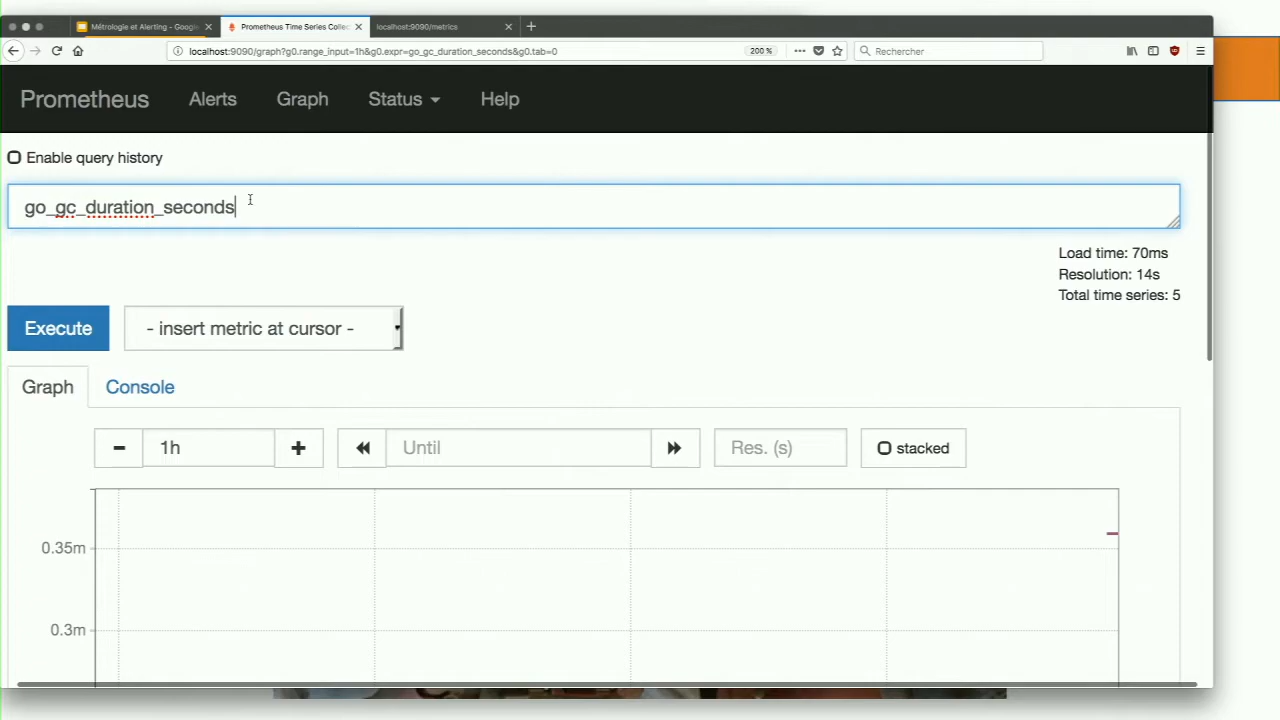 Métrologie et Alerting - Google
Prometheus Time Series Collec
localhost:9090/metrics
localhost:9090/graph?g0.range_input=1h&g0.expr=go_gc_duration_seconds&g0.tab=0
200 %
Rechercher
Prometheus
Alerts
Graph
Status
Help
Enable query history
go_gc_duration_seconds
Load time: 70ms
Resolution: 14s
Total time series: 5
Execute
- insert metric at cursor -
Graph
Console
1h
Until
Res. (s)
stacked
0.35m
0.3m